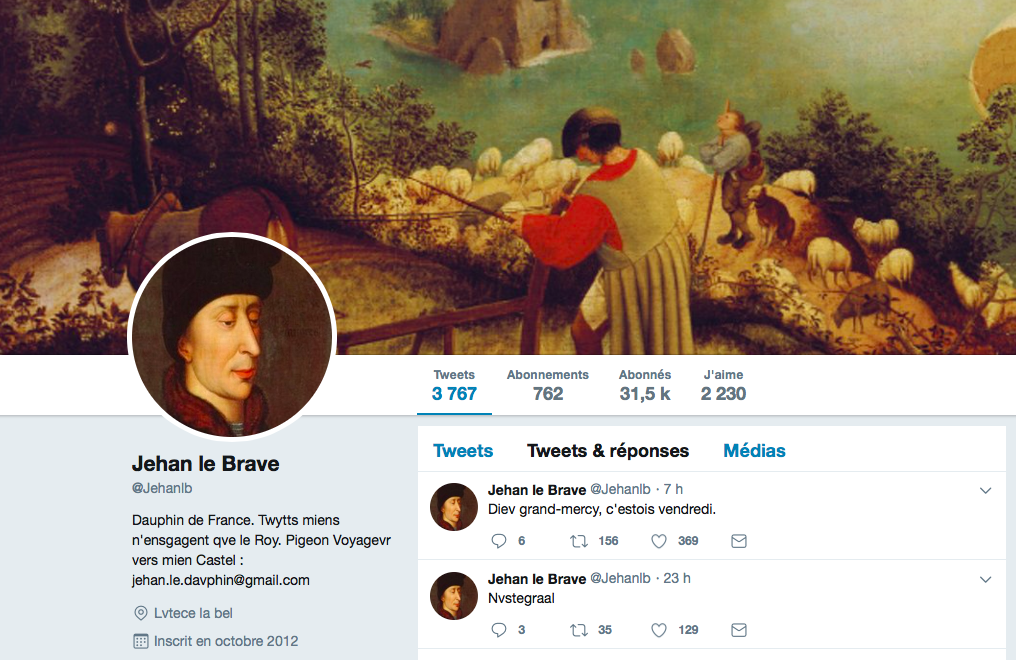 Tweets
3 767
Abonnements
762
Abonnés
31,5 k
J'aime
2 230
Jehan le Brave
@Jehanlb
Dauphin de France. Twytts miens
n'ensgagent qve le Roy. Pigeon Voyagevr
vers mien Castel :
jehan.le.davphin@gmail.com
Lvtece la bel
Inscrit en octobre 2012
Tweets Tweets & réponses Médias
Jehan le Brave @Jehanlb · 7 h
Diev grand-mercy, c'estois vendredi.
6 156 369
Jehan le Brave @Jehanlb · 23 h
Nvstegraal
3 35 129